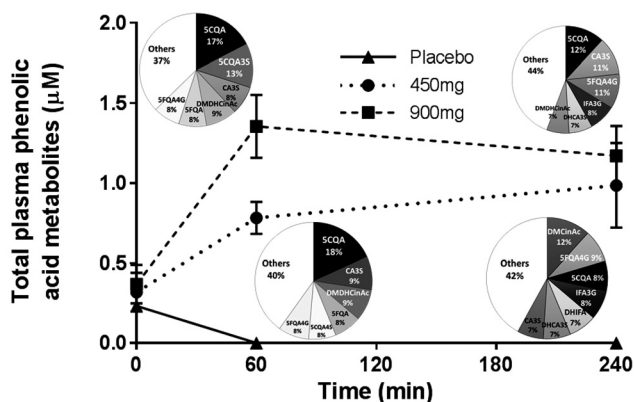 Total plasma phenolic
acid metabolites (µM)
2.0
1.5
1.0
0.5
0.0
0
60
120
180
240
Time (min)
Placebo
450mg
900mg
5CQA
17%
5CQA3S
13%
CA3S
8%
DMDHCinAc
9%
5FQA
8%
5FQA4G
8%
Others
37%
5CQA
12%
CA3S
11%
5FQA4G
11%
IFA3G
8%
DHCA3S
7%
DMDHCinAc
7%
Others
44%
5CQA
18%
CA3S
9%
DMDHCinAc
9%
5FQA
8%
5CQA4S
8%
5FQA4G
8%
Others
40%
DMCinAc
12%
5FQA4G 9%
5CQA 8%
IFA3G
8%
DHIFA
7%
DHCA3S
7%
CA3S
7%
Others
42%